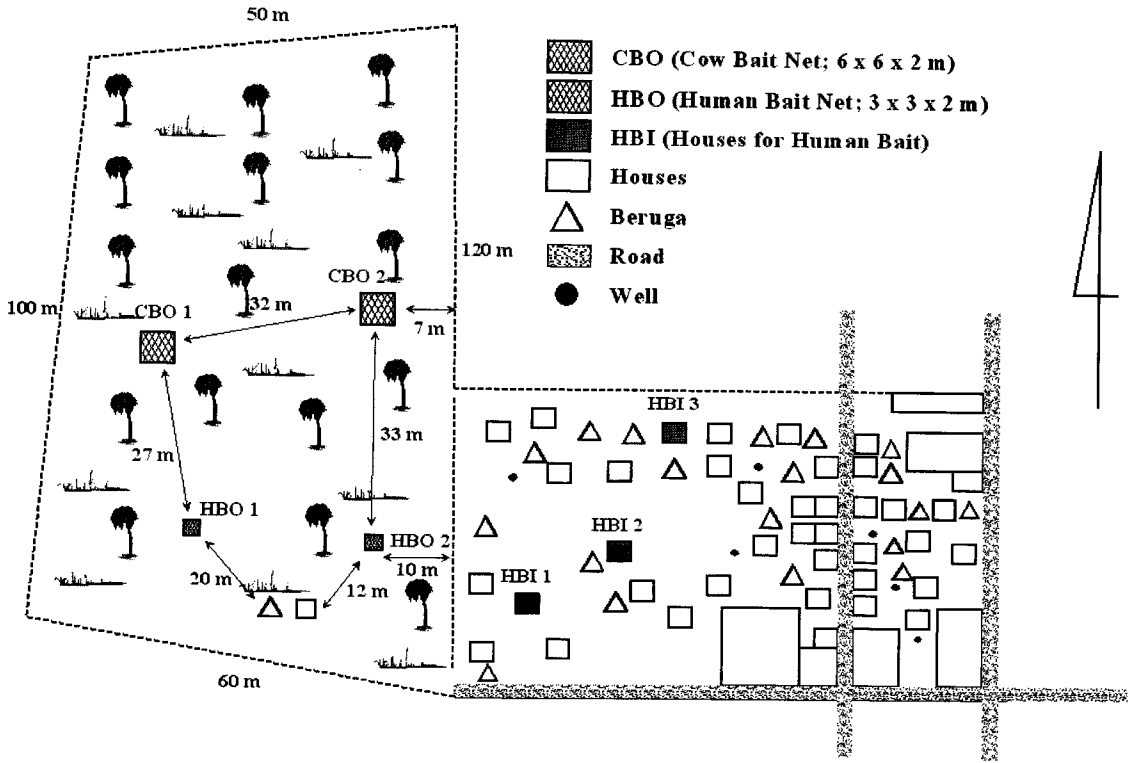 50 m
CBO (Cow Bait Net; 6 x 6 x 2 m)
HBO (Human Bait Net; 3 x 3 x 2 m)
HBI (Houses for Human Bait)
Houses
Beruga
Road
Well
120 m
100 m
CBO 2
CBO 1
32 m
7 m
27 m
33 m
HBO 1
HBO 2
20 m
12 m
10 m
60 m
HBI 3
HBI 2
HBI 1